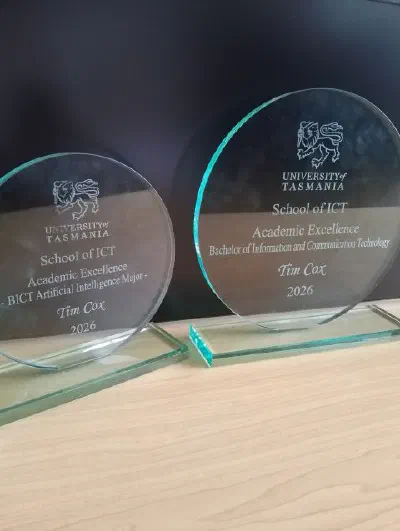 UNIVERSITY of
TASMANIA
School of ICT
Academic Excellence
- BICT Artificial Intelligence Major -
Tim Cox
2026
UNIVERSITY of
TASMANIA
School of ICT
Academic Excellence
Bachelor of Information and Communication Technology
Tim Cox
2026